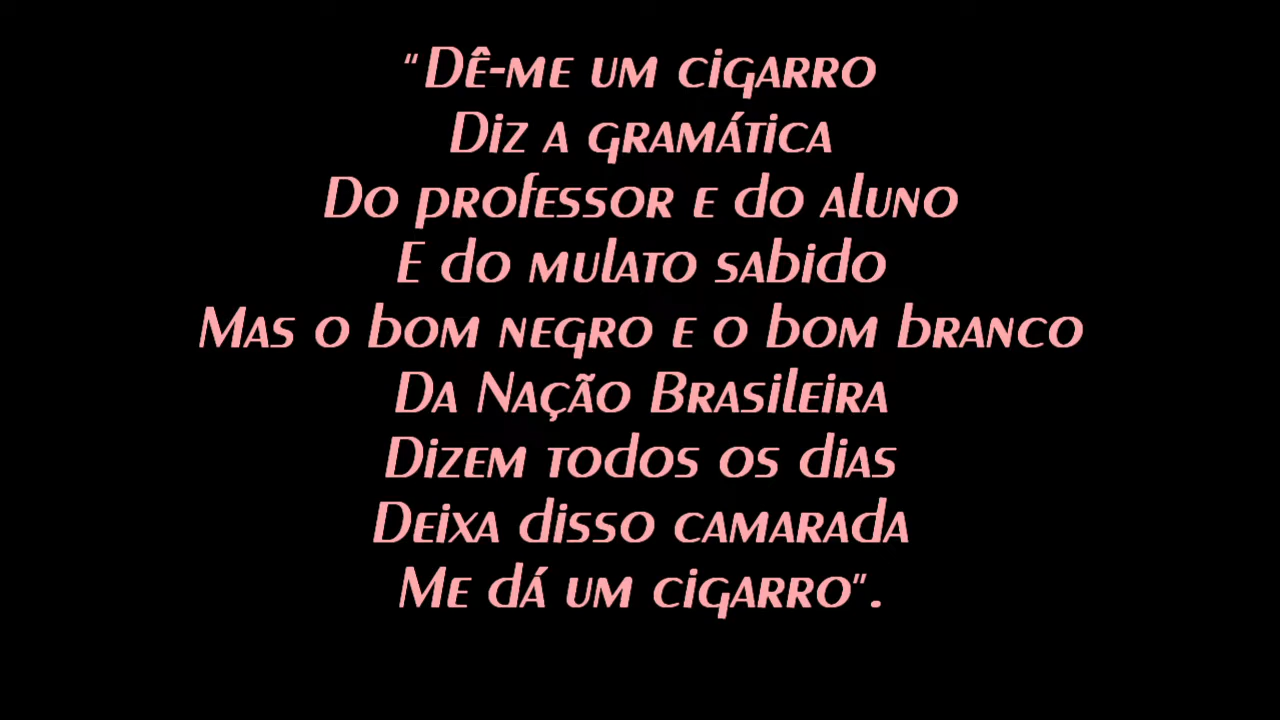 “Dê-me um cigarro
Diz a gramática
Do professor e do aluno
E do mulato sabido
Mas o bom negro e o bom branco
Da Nação Brasileira
Dizem todos os dias
Deixa disso camarada
Me dá um cigarro”.